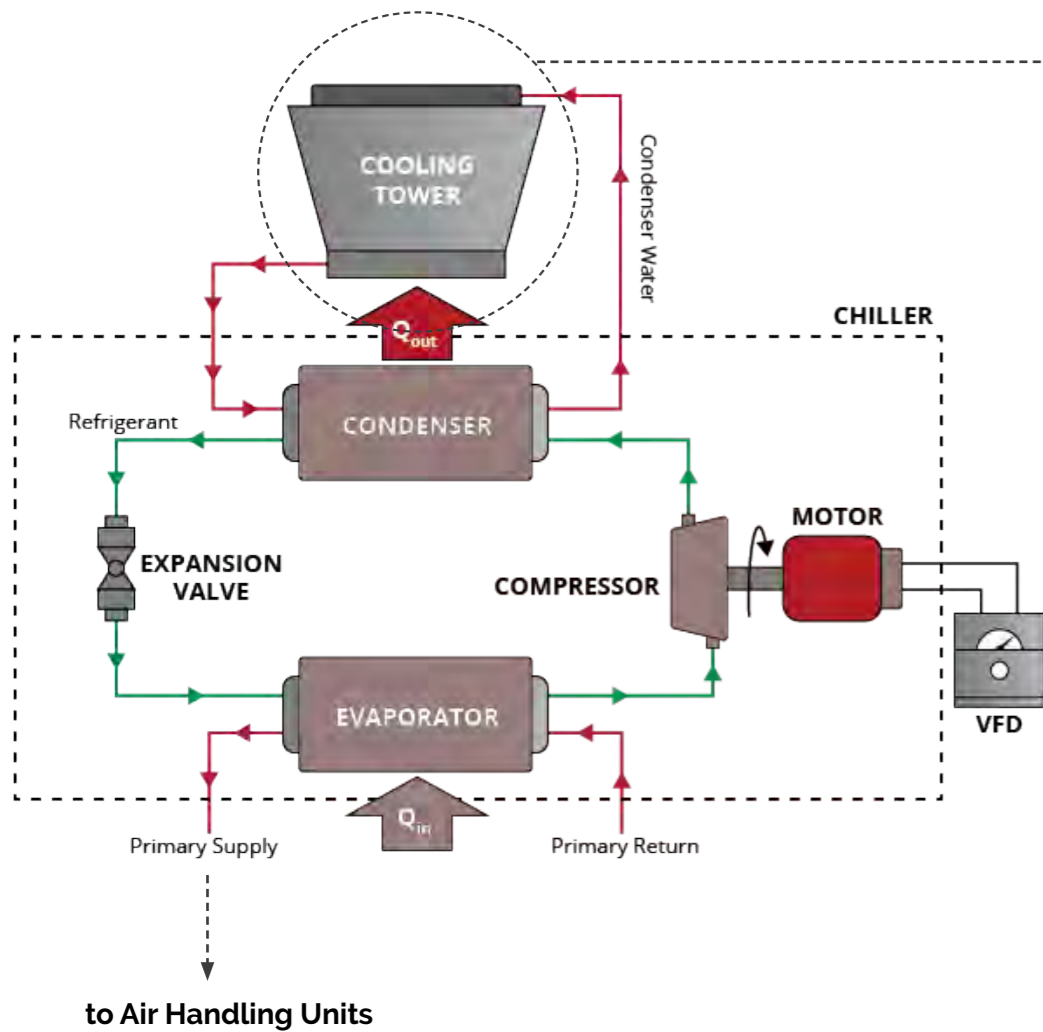 COOLING
TOWER
Condenser Water
Qout
CHILLER
CONDENSER
Refrigerant
MOTOR
EXPANSION
VALVE
COMPRESSOR
EVAPORATOR
VFD
Qin
Primary Supply
Primary Return
to Air Handling Units